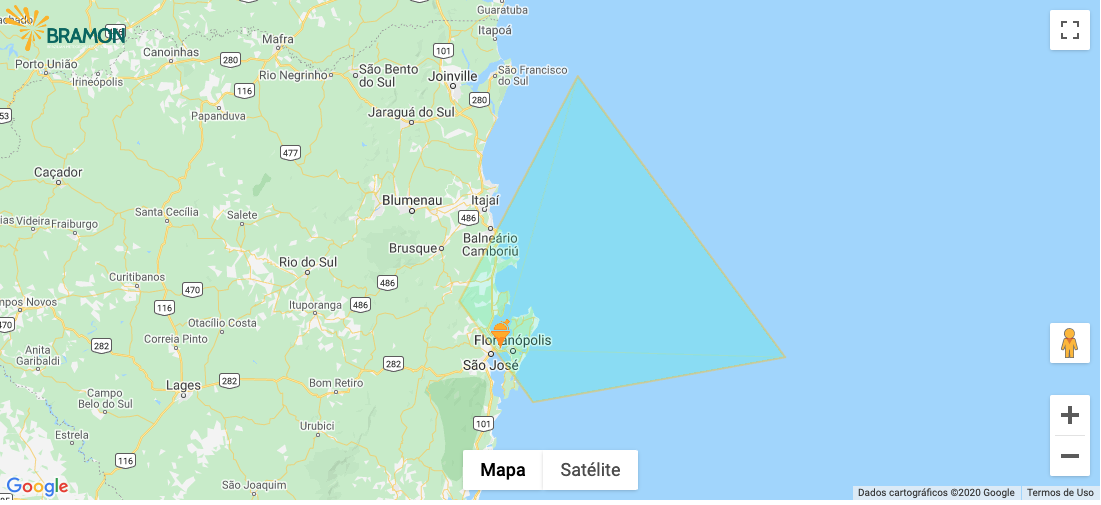 Guaratuba
BRAMON
Itapoá
Mafra
101
Canoinhas
280
Porto União
Rio Negrinho
São Bento
do Sul
Joinville
São Francisco
do Sul
Irineópolis
116
280
Papanduva
Jaraguá do Sul
53
477
Caçador
Blumenau
Itajaí
Santa Cecília
Salete
486
Videira
Fraiburgo
Brusque
Balneário
Camboriú
Rio do Sul
Curitibanos
470
486
Campos Novos
116
Ituporanga
486
470
Otacílio Costa
Correia Pinto
282
Florianópolis
Anita
Garibaldi
282
São José
Lages
282
Bom Retiro
Campo
Belo do Sul
101
Urubici
Estrela
116
Mapa
Satélite
São Joaquim
Google
Dados cartográficos ©2020 Google
Termos de Uso